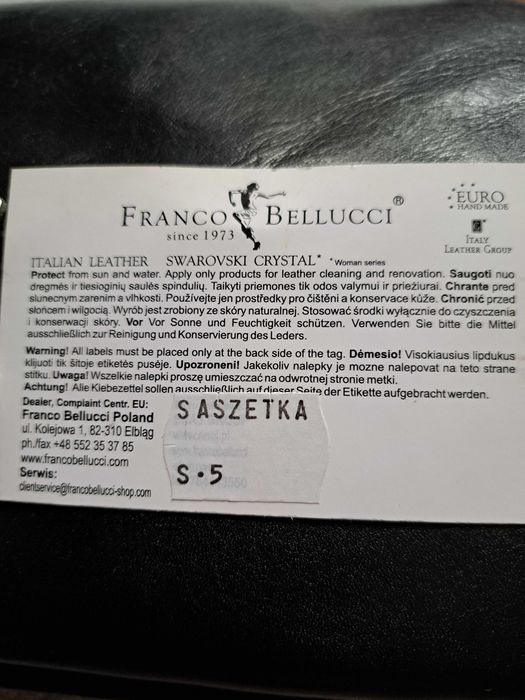 FRANCO BELLUCCI®
since 1973
EURO
HAND MADE
ITALY
LEATHER GROUP
ITALIAN LEATHER SWAROVSKI CRYSTAL* *Woman series
Protect from sun and water. Apply only products for leather cleaning and renovation. Saugoti nuo
drėgmės ir tiesioginių saulės spindulių. Taikyti priemones tik odos valymui ir priežiurai. Chrante pred
slunecnym zarenim a vlhkosti. Používejte jen prostředky pro čištěni a konservace kůže. Chronić przed
słońcem i wilgocią. Wyrób jest zrobiony ze skóry naturalnej. Stosować środki wyłącznie do czyszczenia
i konserwacji skóry. Vor Vor Sonne und Feuchtigkeit schützen. Verwenden Sie bitte die Mittel
ausschließlich zur Reinigung und Konservierung des Leders.
Warning! All labels must be placed only at the back side of the tag. Dėmesio! Visokiausius lipdukus
klijuoti tik šitoje etiketės pusėje. Upozroneni! Jakekoliv nalepky je mozne nalepovat na teto strane
stitku. Uwaga! Wszelkie nalepki proszę umieszczać na odwrotnej stronie metki.
Achtung! Alle Klebezettel sollen ausschließlich auf dieser Seite der Etikette aufgebracht werden.
Dealer, Complaint Centr. EU:
Franco Bellucci Poland
ul. Kolejowa 1, 82-310 Elbląg
ph./fax +48 552 35 37 85
www.francobellucci.com
Serwis:
clientservice@francobellucci-shop.com
SASZETKA
S·5